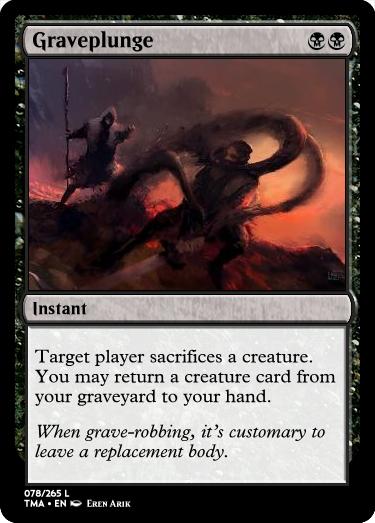 Graveplunge
Instant
Target player sacrifices a creature.
You may return a creature card from
your graveyard to your hand.
When grave-robbing, it's customary to
leave a replacement body.
078/265 L
TMA • EN Eren Arik